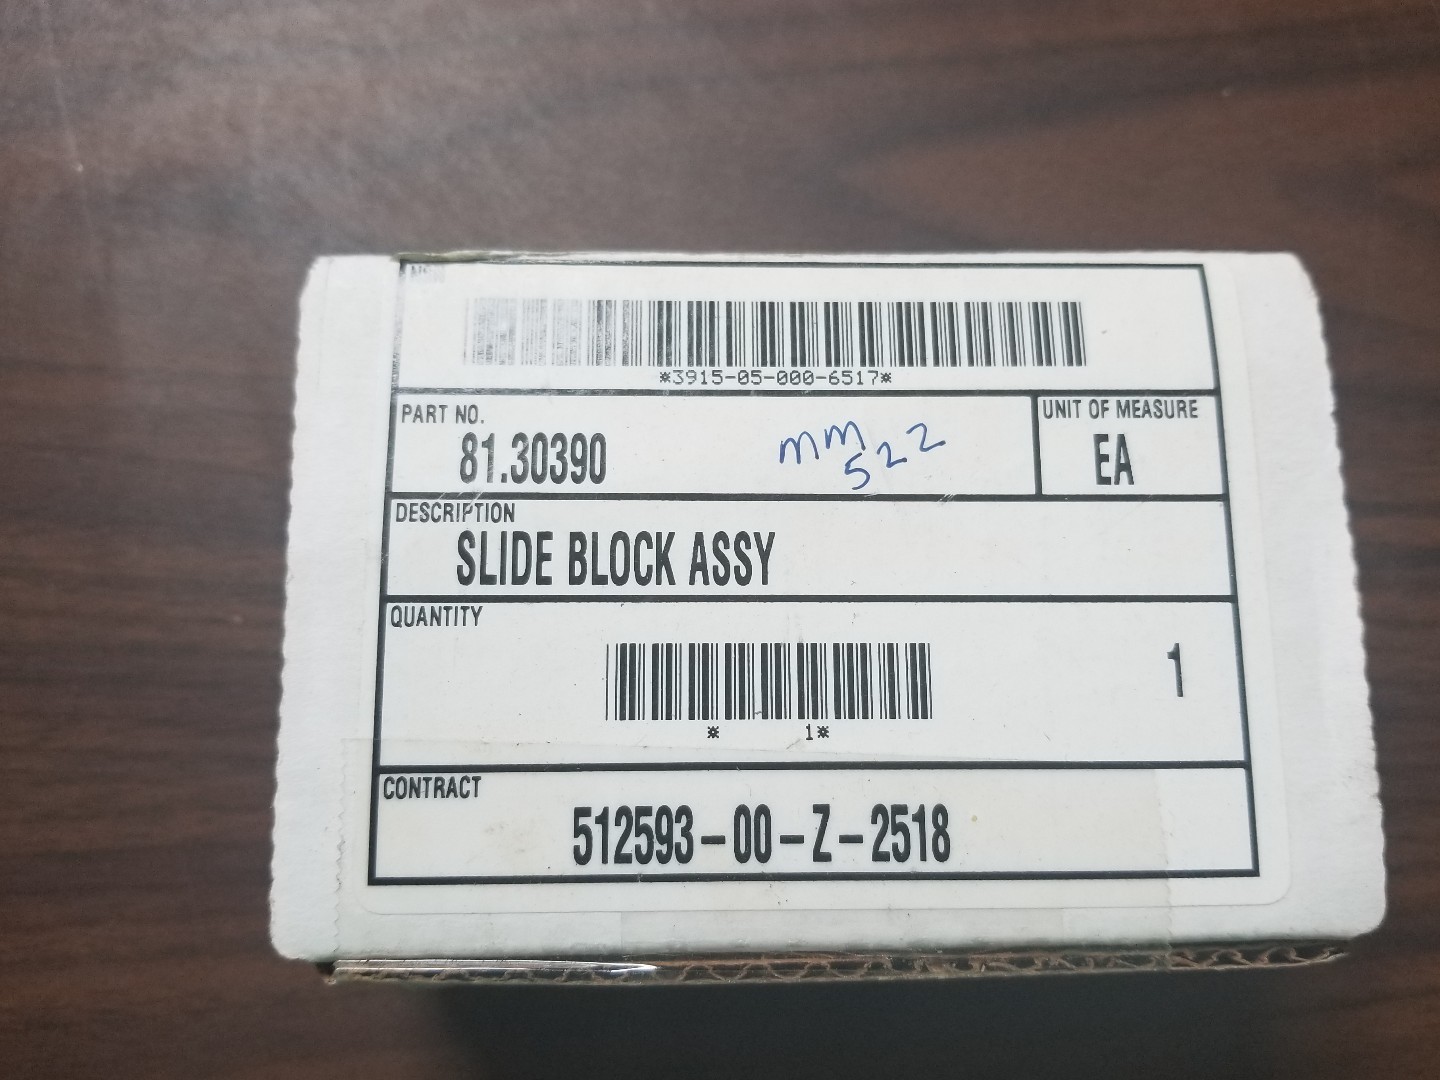 NSN
*3915-05-000-6517*
PART NO.
81.30390
mm
522
UNIT OF MEASURE
EA
DESCRIPTION
SLIDE BLOCK ASSY
QUANTITY
1
* 1*
CONTRACT
512593-00-Z-2518